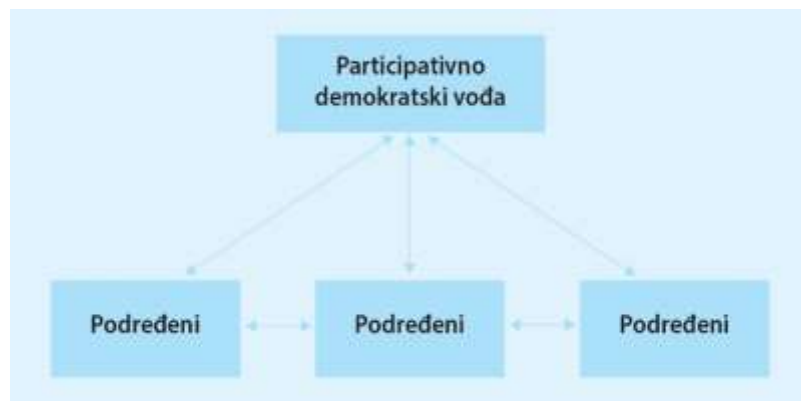 Participativno
demokratski vođa
Podređeni
Podređeni
Podređeni